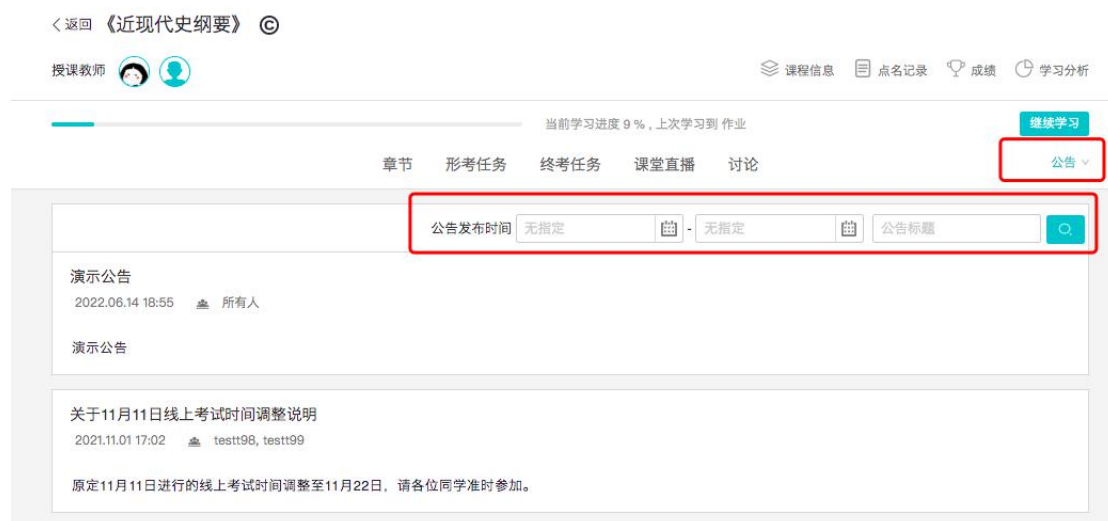 返回 《近现代史纲要》 ©
授课教师
课程信息 点名记录 成绩 学习分析
当前学习进度 9 % , 上次学习到 作业 继续学习
章节 形考任务 终考任务 课堂直播 讨论 公告
公告发布时间 无指定 - 无指定 公告标题
演示公告
2022.06.14 18:55 所有人
演示公告
关于11月11日线上考试时间调整说明
2021.11.01 17:02 testt98, testt99
原定11月11日进行的线上考试时间调整至11月22日，请各位同学准时参加。